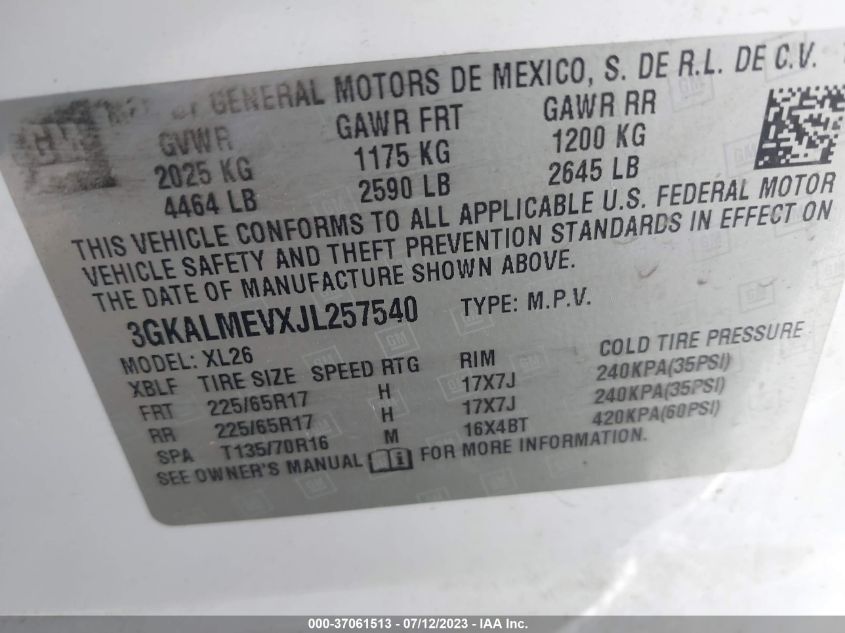 GENERAL MOTORS DE MEXICO, S. DE R.L. DE C.V.
GM GVWR GAWR FRT GAWR RR
2025 KG 1175 KG 1200 KG
4464 LB 2590 LB 2645 LB
THIS VEHICLE CONFORMS TO ALL APPLICABLE U.S. FEDERAL MOTOR
VEHICLE SAFETY AND THEFT PREVENTION STANDARDS IN EFFECT ON
THE DATE OF MANUFACTURE SHOWN ABOVE.
3GKALMEVXJL257540 TYPE: M.P.V.
MODEL: XL26
XBLF TIRE SIZE SPEED RTG RIM COLD TIRE PRESSURE
FRT 225/65R17 H 17X7J 240KPA(35PSI)
RR 225/65R17 H 17X7J 240KPA(35PSI)
SPA T135/70R16 M 16X4BT 420KPA(60PSI)
SEE OWNER'S MANUAL FOR MORE INFORMATION.
000-37061513 - 07/12/2023 - IAA Inc.